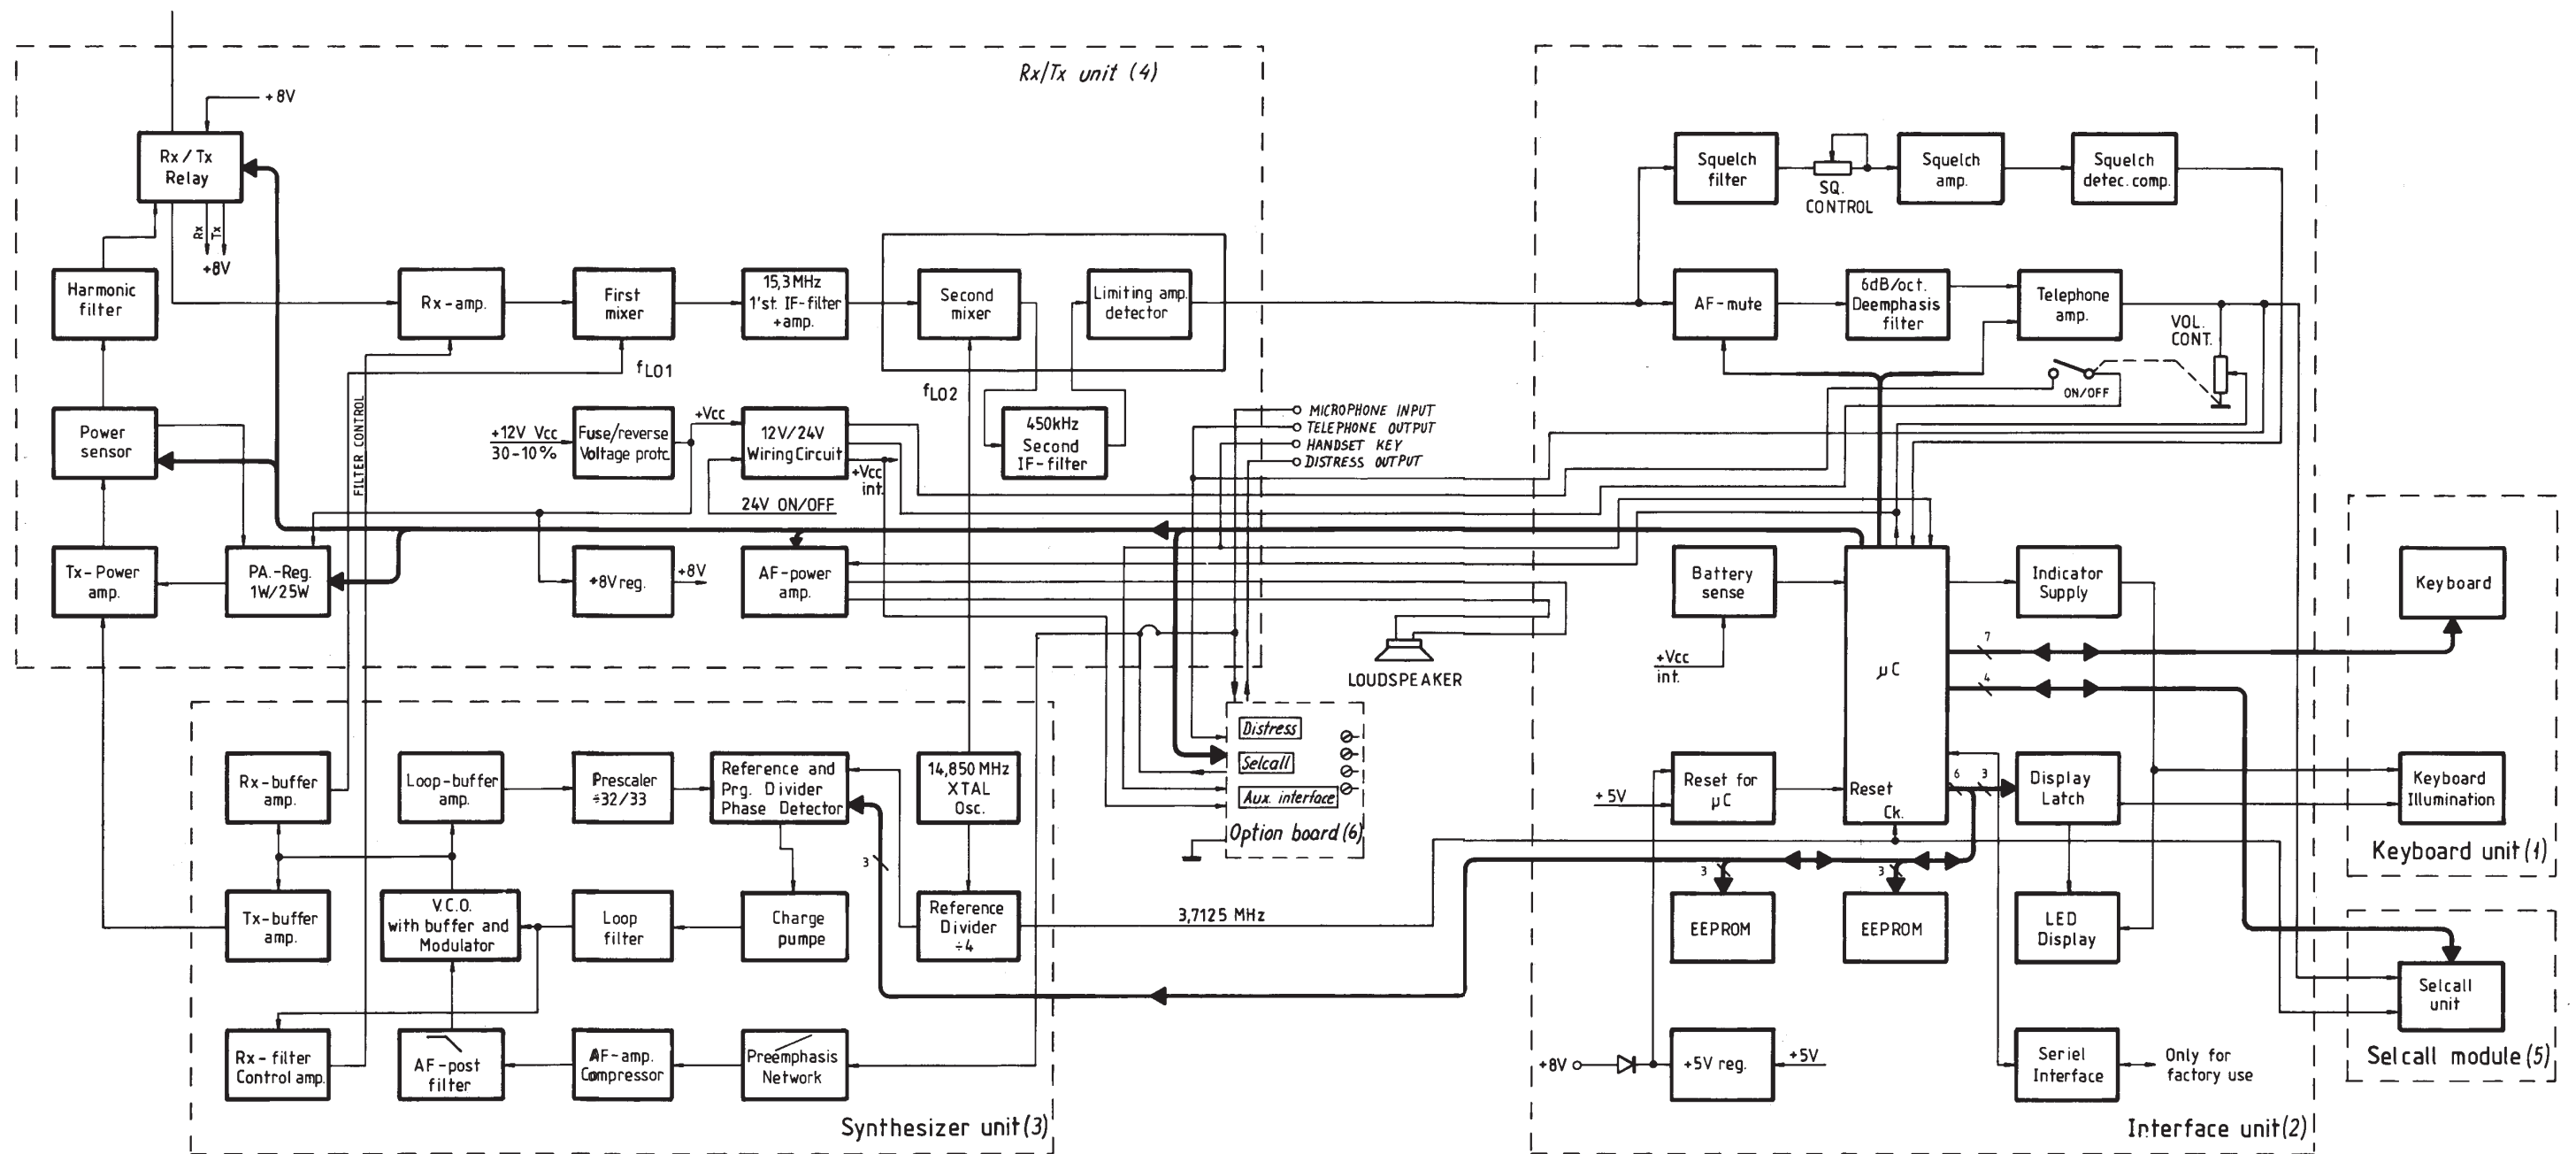 Rx/Tx unit (4)
+8V
Rx / Tx
Relay
Rx
Tx
+8V
Harmonic
filter
Rx-amp.
First
mixer
15,3 MHz
1'st. IF-filter
+amp.
Second
mixer
Limiting amp.
detector
fLO1
fLO2
FILTER CONTROL
Power
sensor
+12V Vcc
30-10%
Fuse/reverse
Voltage protc.
+Vcc
12V/24V
Wiring Circuit
+Vcc
int.
24V ON/OFF
450kHz
Second
IF-filter
MICROPHONE INPUT
TELEPHONE OUTPUT
HANDSET KEY
DISTRESS OUTPUT
Tx-Power
amp.
PA.-Reg.
1W/25W
+8V reg.
+8V
AF-power
amp.
LOUDSPEAKER
Rx-buffer
amp.
Loop-buffer
amp.
Prescaler
÷32/33
Reference and
Prg. Divider
Phase Detector
14,850 MHz
XTAL
Osc.
3
Tx-buffer
amp.
V.C.O.
with buffer and
Modulator
Loop
filter
Charge
pumpe
Reference
Divider
÷4
3,7125 MHz
Rx-filter
Control amp.
AF-post
filter
AF-amp.
Compressor
Preemphasis
Network
Synthesizer unit (3)
Distress
Selcall
Aux. interface
Option board (6)
Squelch
filter
SQ.
CONTROL
Squelch
amp.
Squelch
detec. comp.
AF-mute
6dB/oct.
Deemphasis
filter
Telephone
amp.
VOL.
CONT.
ON/OFF
Battery
sense
+Vcc
int.
µC
Reset
Ck.
Indicator
Supply
7
4
6
3
Reset for
µC
+5V
Display
Latch
3
EEPROM
3
EEPROM
LED
Display
+8V
+5V reg.
+5V
Seriel
Interface
Only for
factory use
Interface unit (2)
Keyboard
Keyboard
Illumination
Keyboard unit (1)
Selcall
unit
Selcall module (5)